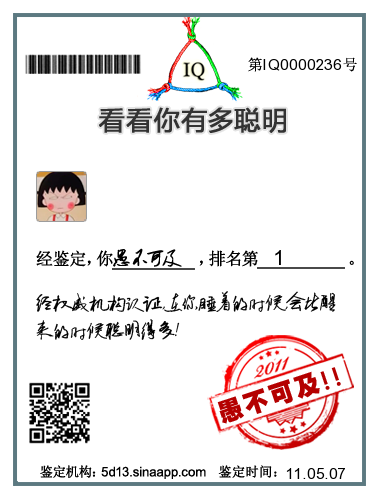 第IQ0000236号
IQ
看看你有多聪明
经鉴定，你愚不可及，排名第 1 。
经权威机构认证，在你睡着的时候，会比醒
来的时候聪明得多！
2011
愚不可及!!
鉴定机构：5d13.sinaapp.com 鉴定时间：11.05.07